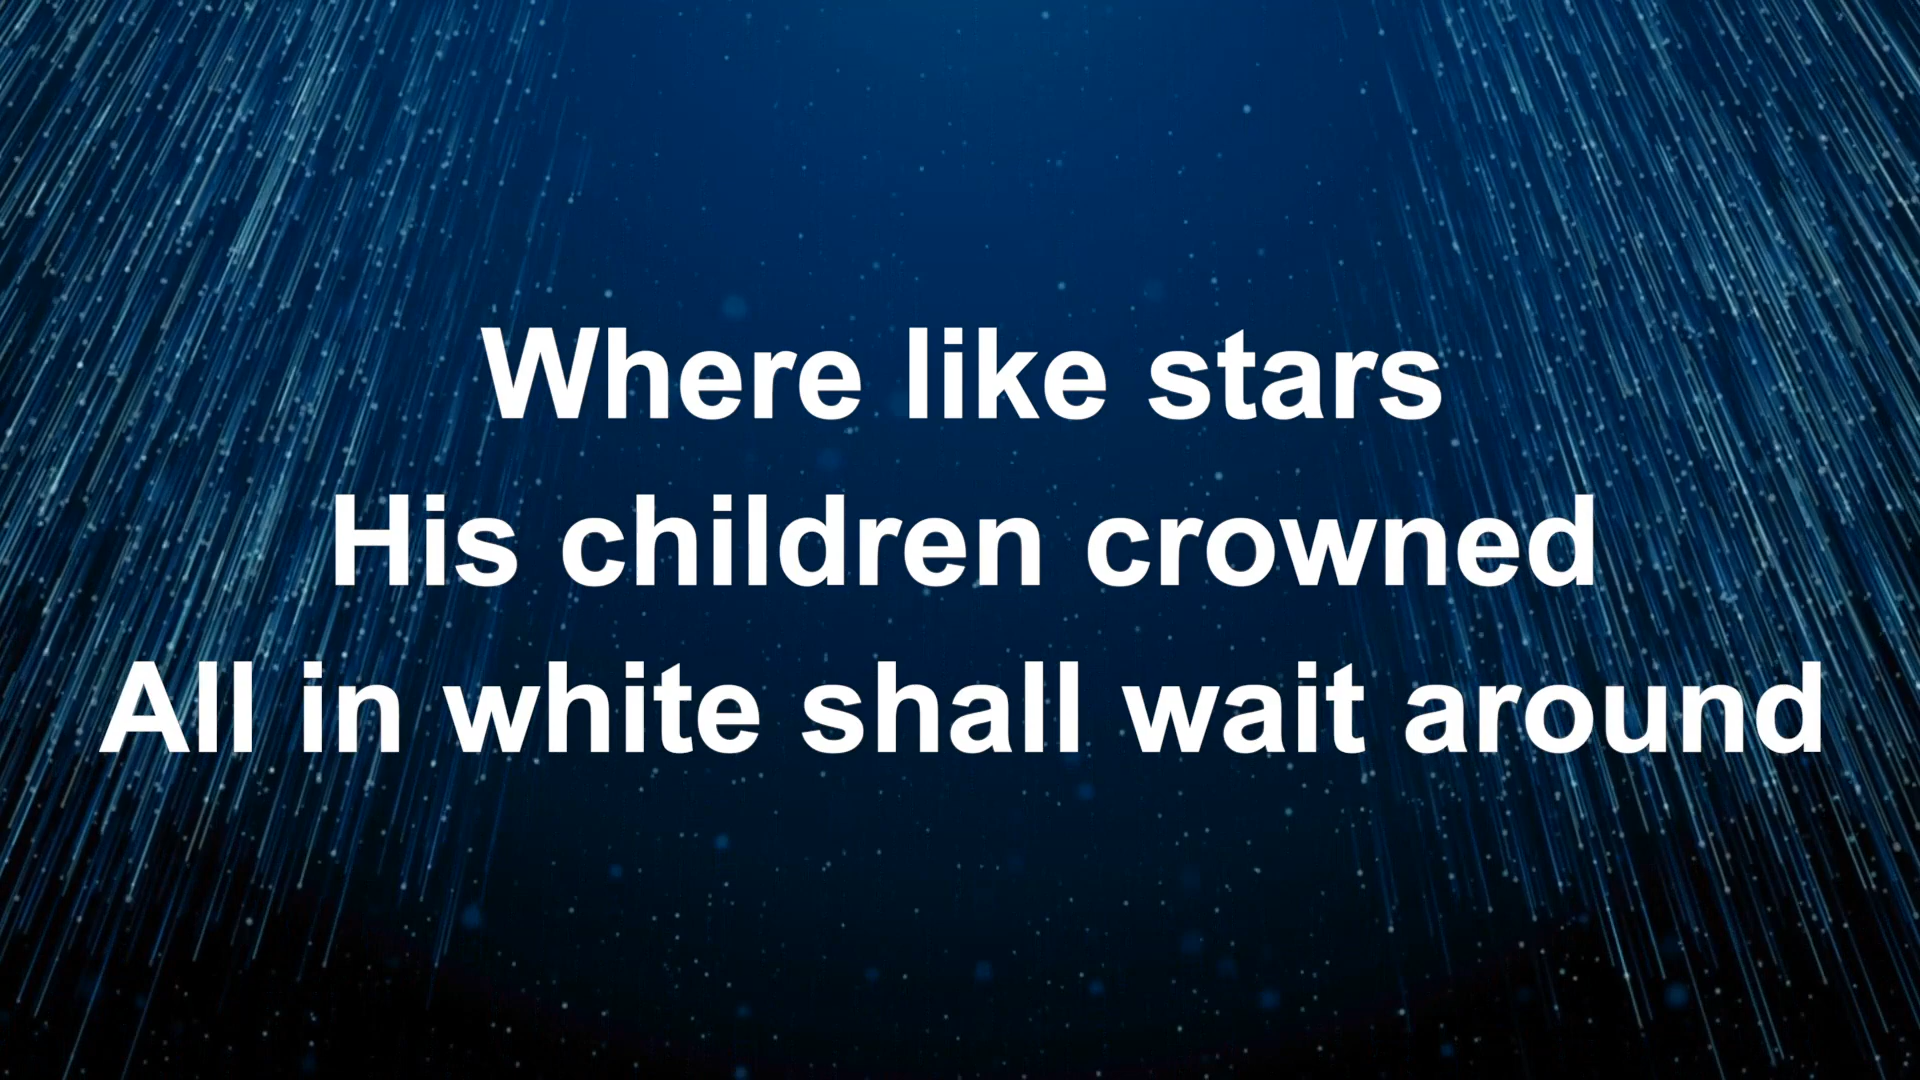 Where like stars
His children crowned
All in white shall wait around